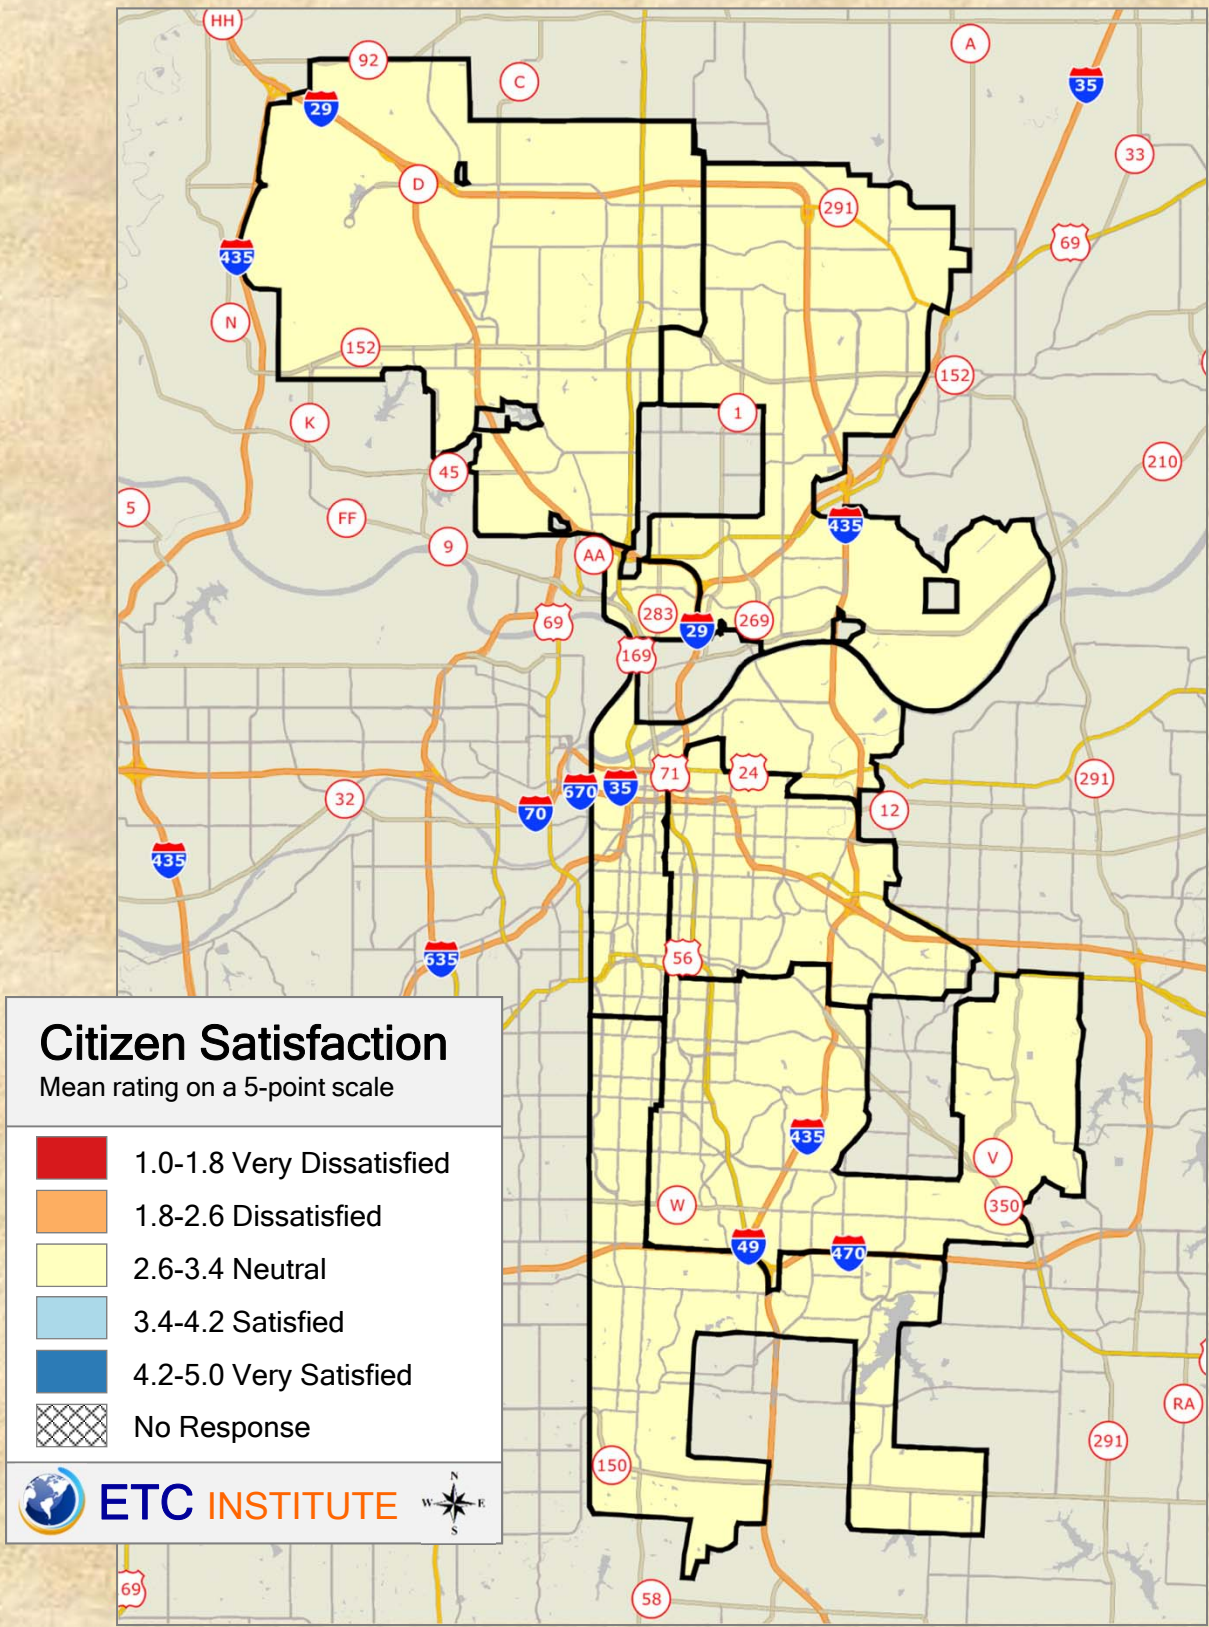 HH
92
C
A
35
29
33
D
291
69
435
N
152
152
K
1
45
210
5
FF
435
9
AA
283
269
69
29
169
71
24
291
670
35
32
70
12
435
56
635
Citizen Satisfaction
Mean rating on a 5-point scale
1.0-1.8 Very Dissatisfied
1.8-2.6 Dissatisfied
2.6-3.4 Neutral
3.4-4.2 Satisfied
4.2-5.0 Very Satisfied
No Response
ETC INSTITUTE
N
W E
S
435
V
W
350
49
470
RA
291
150
69
58